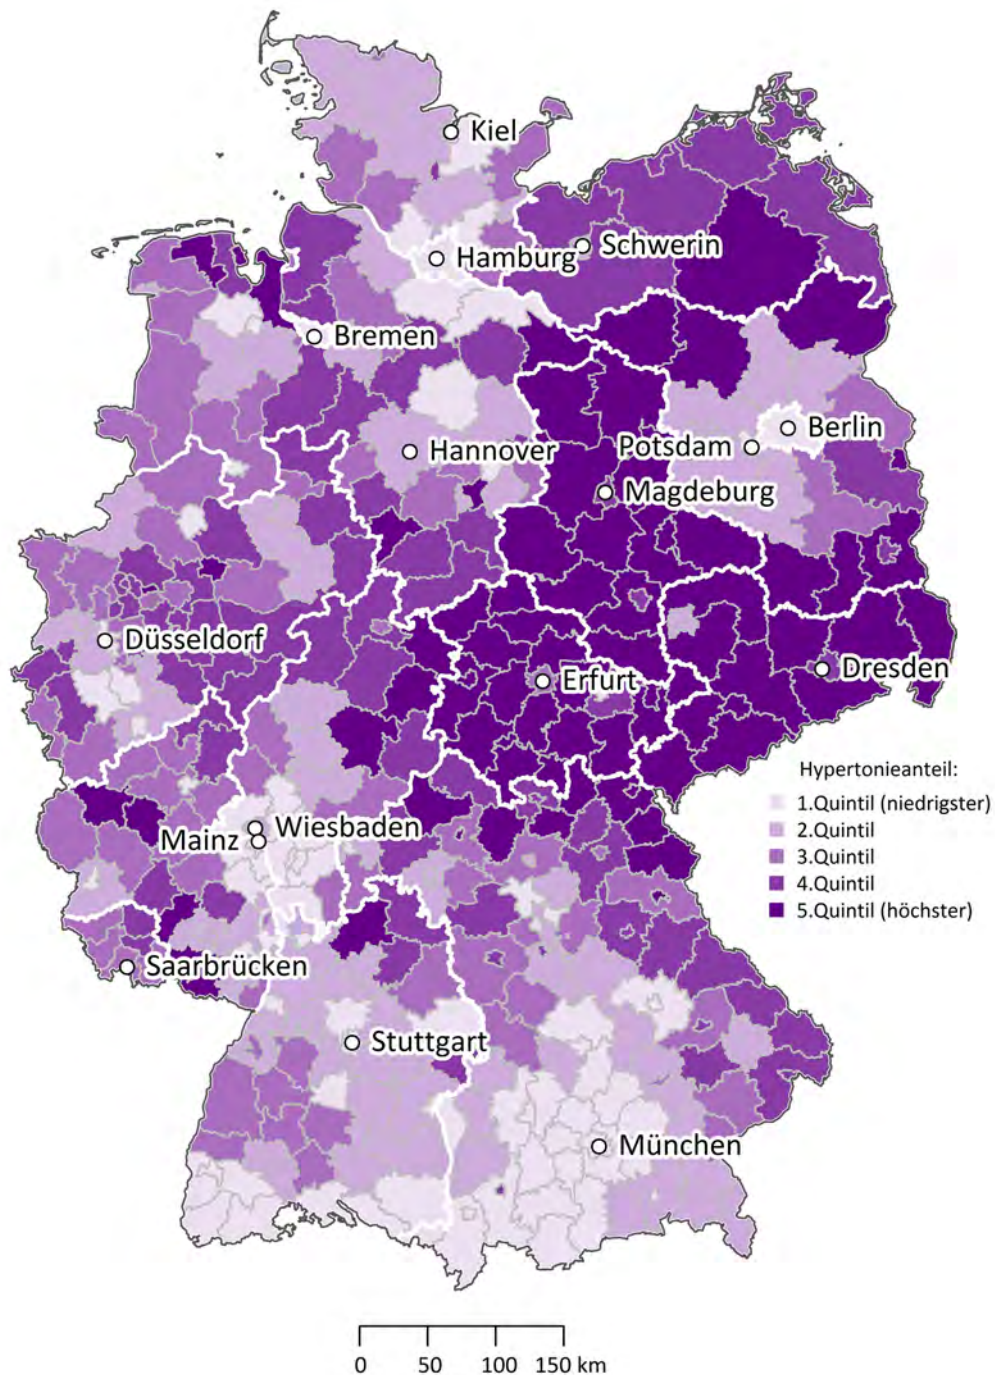 Kiel
Schwerin
Hamburg
Bremen
Berlin
Hannover
Potsdam
Magdeburg
Düsseldorf
Erfurt
Dresden
Hypertonieanteil:
1.Quintil (niedrigster)
2.Quintil
3.Quintil
4.Quintil
5.Quintil (höchster)
Wiesbaden
Mainz
Saarbrücken
Stuttgart
München
0 50 100 150 km